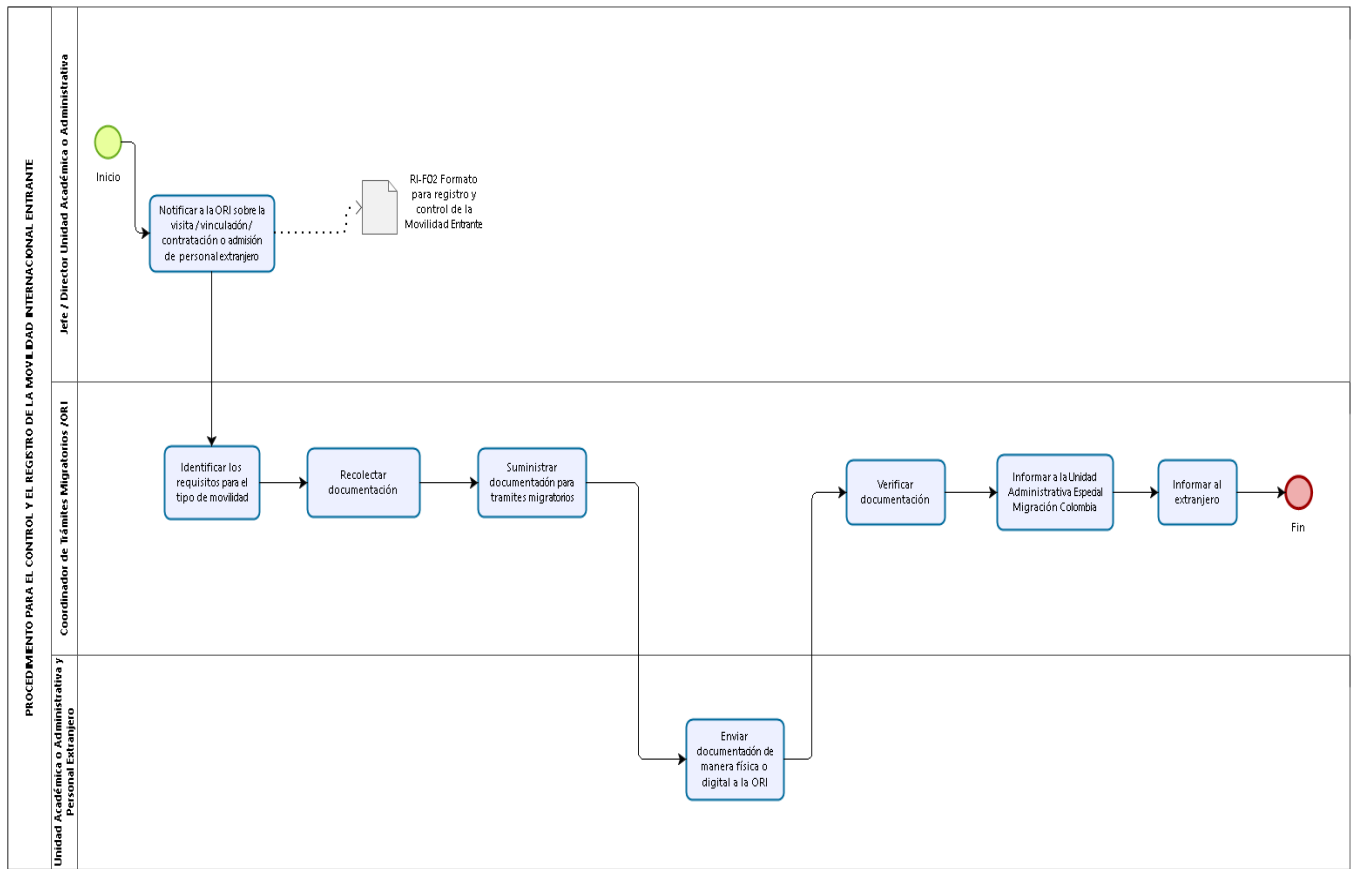 PROCEDIMIENTO PARA EL CONTROL Y EL REGISTRO DE LA MOVILIDAD INTERNACIONAL ENTRANTE
Jefe / Director Unidad Académica o Administrativa
Inicio
Notificar a la ORI sobre la
visita / vinculación /
contratación o admisión
de personal extranjero
RI-F02 Formato
para registro y
control de la
Movilidad Entrante
Coordinador de Trámites Migratorios /ORI
Identificar los
requisitos para el
tipo de movilidad
Recolectar
documentación
Suministrar
documentación para
tramites migratorios
Verificar
documentación
Informar a la Unidad
Administrativa Especial
Migración Colombia
Informar al
extranjero
Fin
Unidad Académica o Administrativa y
Personal Extranjero
Enviar
documentación de
manera física o
digital a la ORI